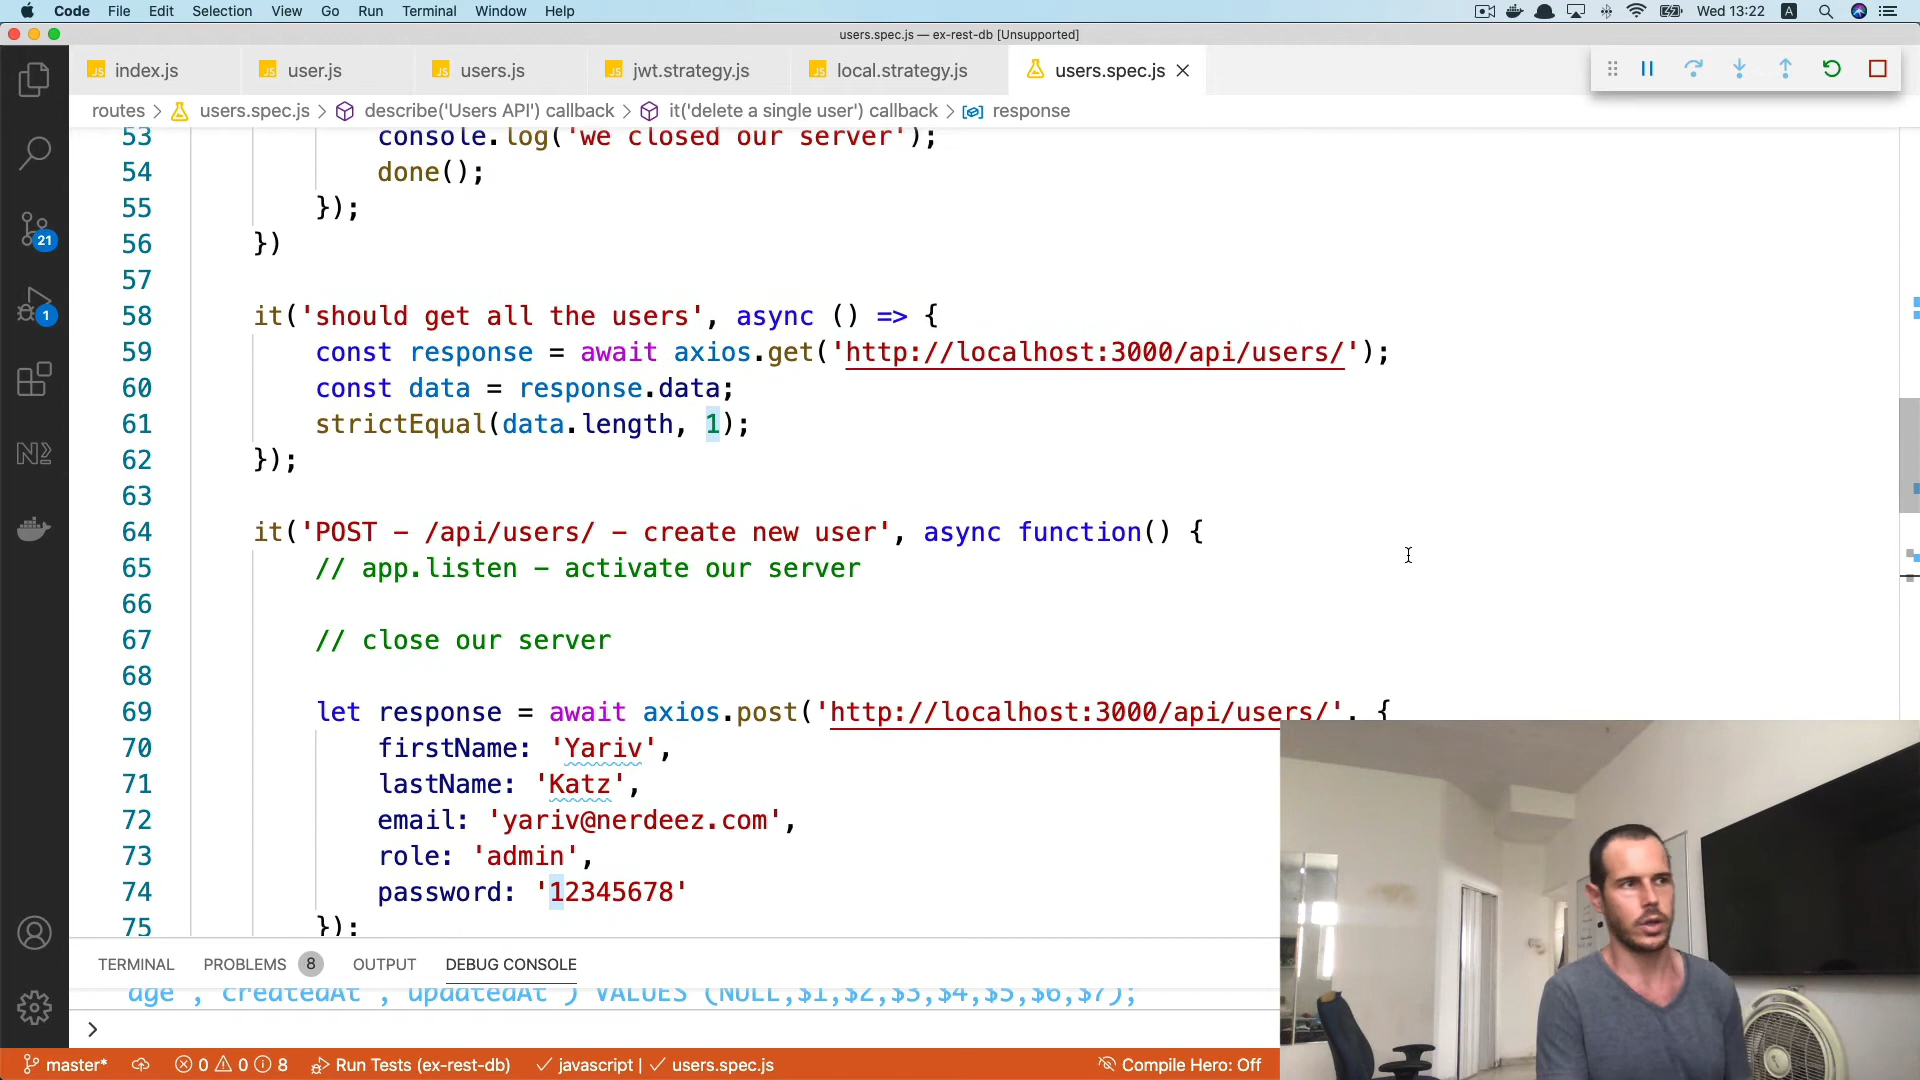 Code File Edit Selection View Go Run Terminal Window Help Wed 13:22 A
users.spec.js — ex-rest-db [Unsupported]
JS index.js JS user.js JS users.js JS jwt.strategy.js JS local.strategy.js users.spec.js
routes > users.spec.js > describe('Users API') callback > it('delete a single user') callback > response
53 console.log('we closed our server');
54 done();
55 });
56 })
57
58 it('should get all the users', async () => {
59 const response = await axios.get('http://localhost:3000/api/users/');
60 const data = response.data;
61 strictEqual(data.length, 1);
62 });
63
64 it('POST - /api/users/ - create new user', async function() {
65 // app.listen - activate our server
66
67 // close our server
68
69 let response = await axios.post('http://localhost:3000/api/users/', {
70 firstName: 'Yariv',
71 lastName: 'Katz',
72 email: 'yariv@nerdeez.com',
73 role: 'admin',
74 password: '12345678'
75 });
21
1
TERMINAL PROBLEMS 8 OUTPUT DEBUG CONSOLE
age`,`createdAt`,`updatedAt`) VALUES (NULL,$1,$2,$3,$4,$5,$6,$7);
>
master* 0 0 8 Run Tests (ex-rest-db) javascript | users.spec.js Compile Hero: Off